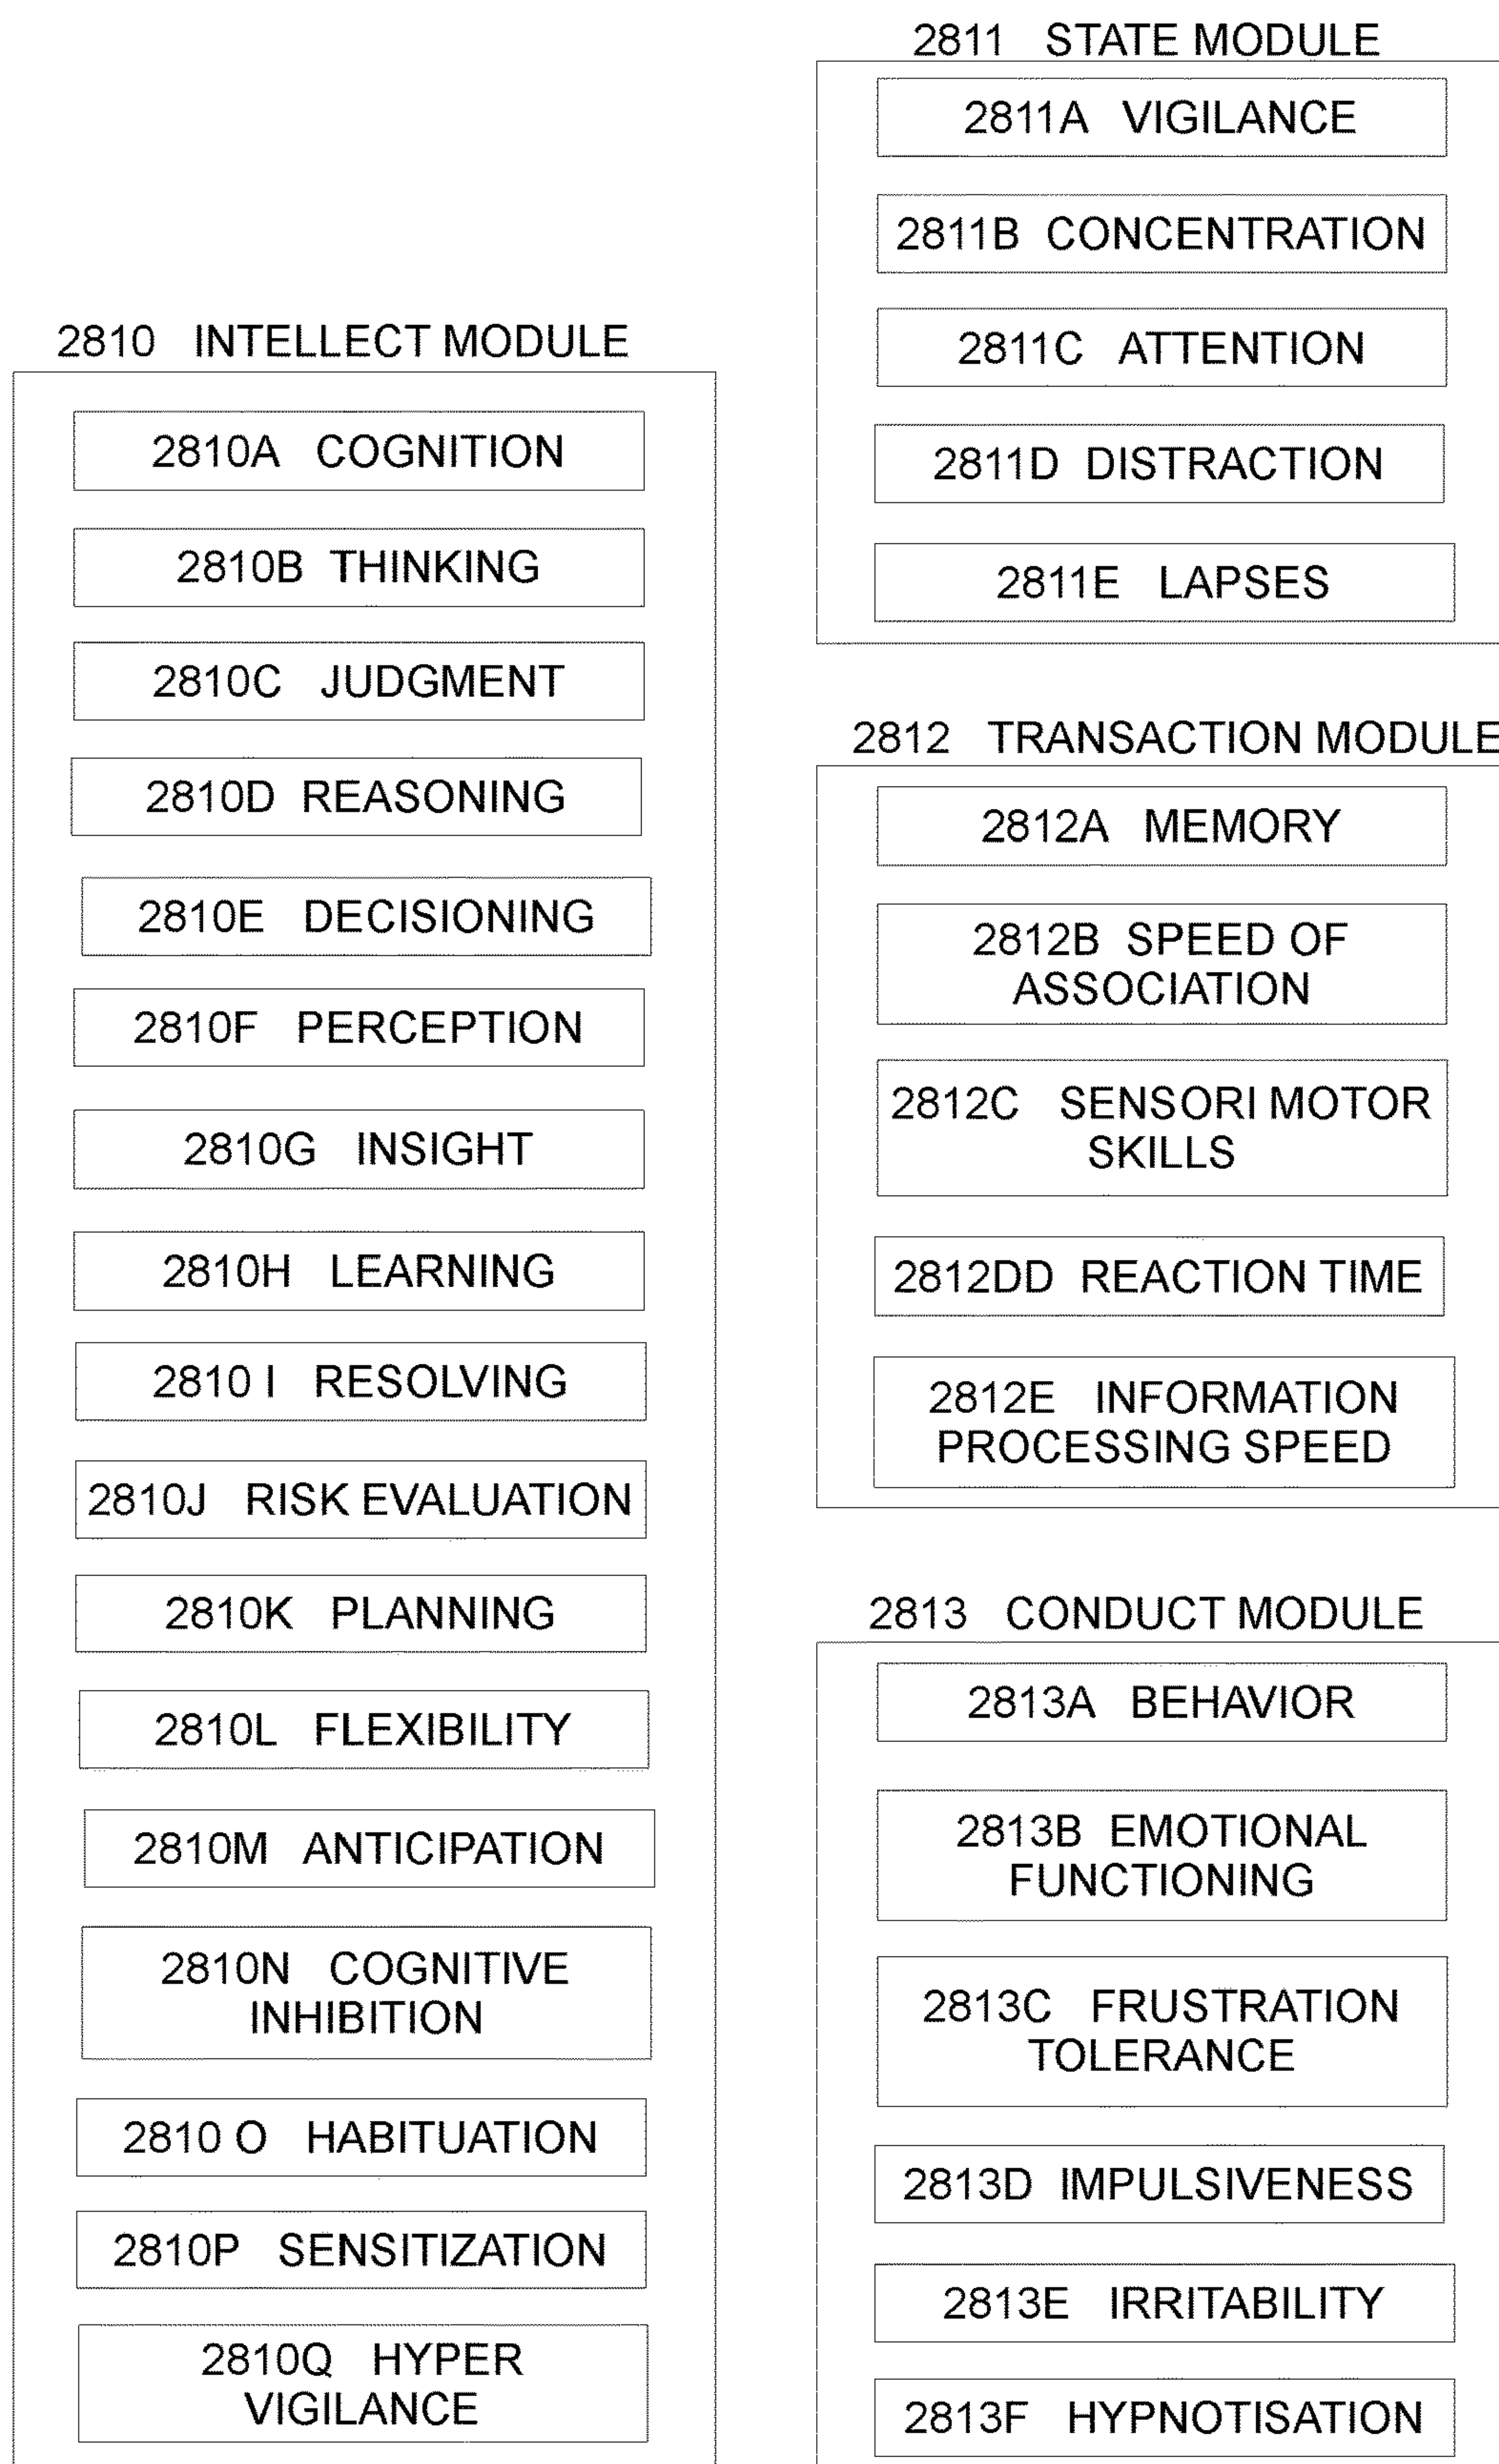 2810 INTELLECT MODULE
2810A COGNITION
2810B THINKING
2810C JUDGMENT
2810D REASONING
2810E DECISIONING
2810F PERCEPTION
2810G INSIGHT
2810H LEARNING
2810 I RESOLVING
2810J RISK EVALUATION
2810K PLANNING
2810L FLEXIBILITY
2810M ANTICIPATION
2810N COGNITIVE
INHIBITION
2810 O HABITUATION
2810P SENSITIZATION
2810Q HYPER
VIGILANCE
2811 STATE MODULE
2811A VIGILANCE
2811B CONCENTRATION
2811C ATTENTION
2811D DISTRACTION
2811E LAPSES
2812 TRANSACTION MODULE
2812A MEMORY
2812B SPEED OF
ASSOCIATION
2812C SENSORI MOTOR
SKILLS
2812DD REACTION TIME
2812E INFORMATION
PROCESSING SPEED
2813 CONDUCT MODULE
2813A BEHAVIOR
2813B EMOTIONAL
FUNCTIONING
2813C FRUSTRATION
TOLERANCE
2813D IMPULSIVENESS
2813E IRRITABILITY
2813F HYPNOTISATION